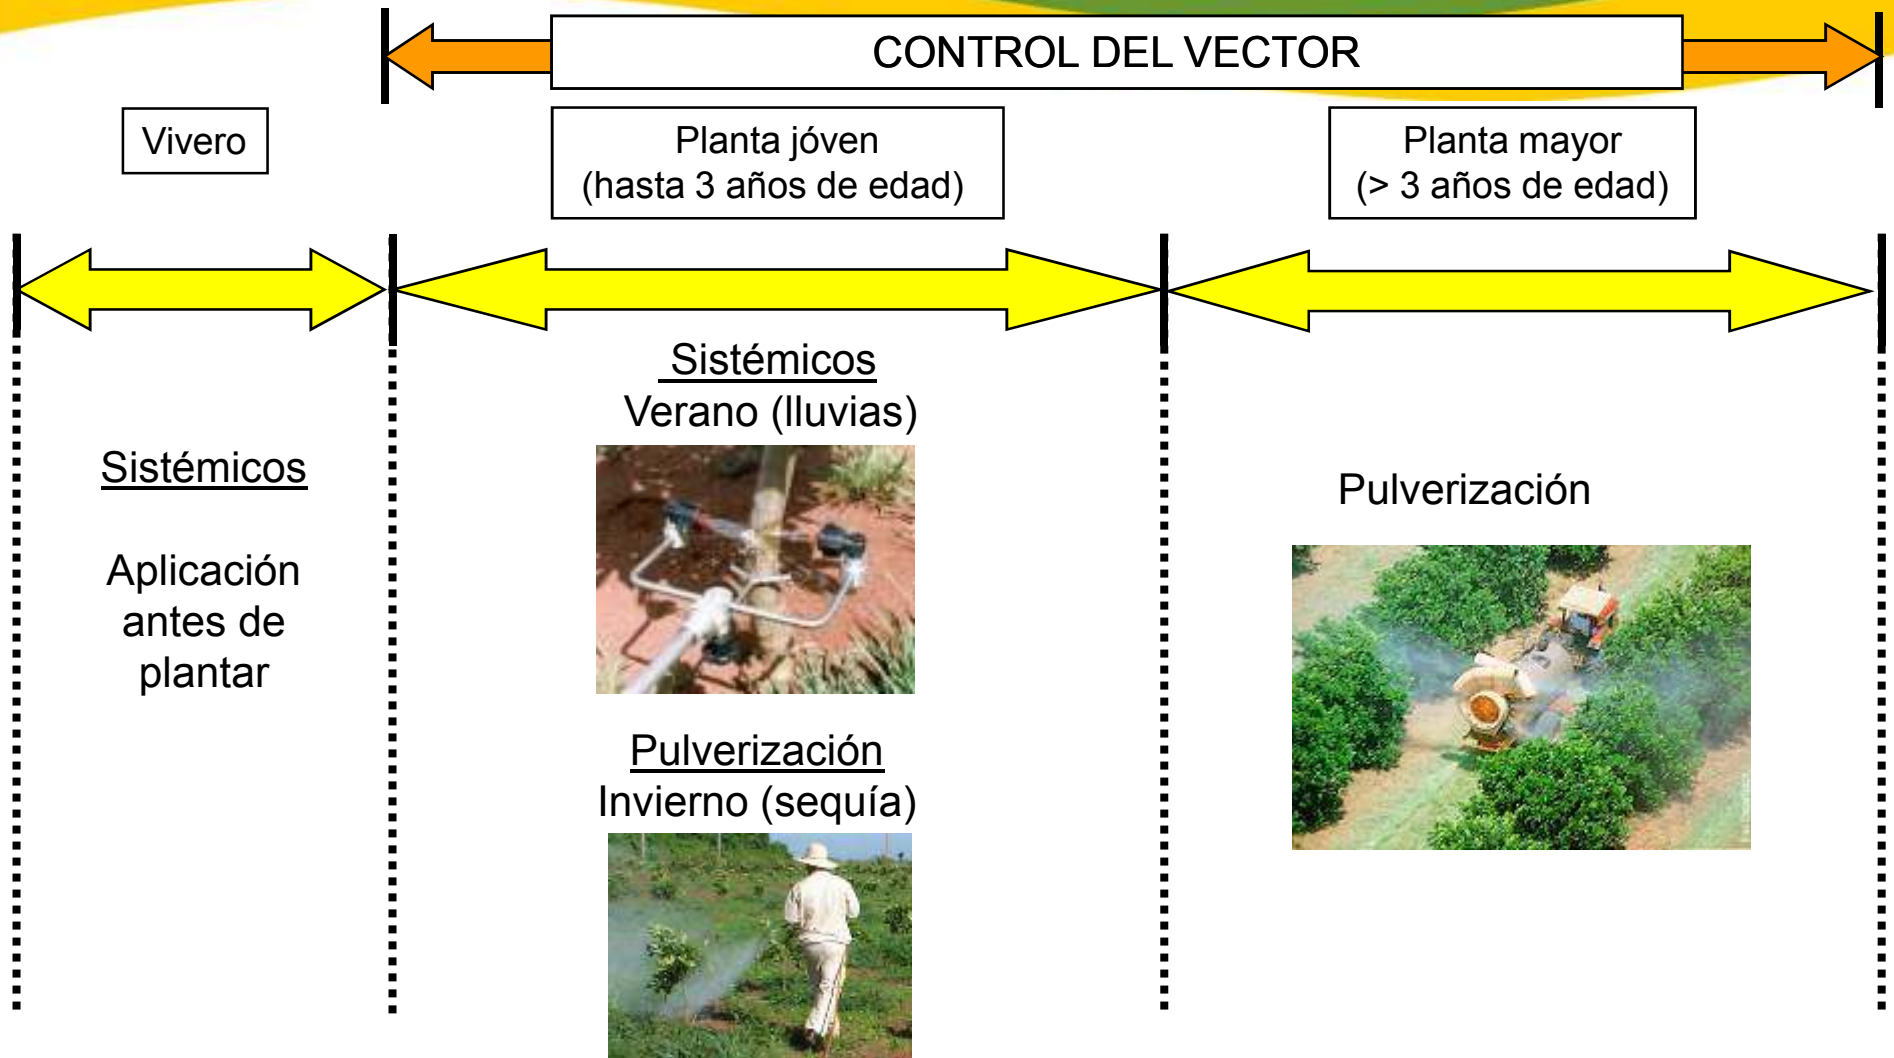 CONTROL DEL VECTOR
Vivero
Planta jóven
(hasta 3 años de edad)
Planta mayor
(> 3 años de edad)
Sistémicos
Aplicación
antes de
plantar
Sistémicos
Verano (lluvias)
Pulverización
Invierno (sequía)
Pulverización